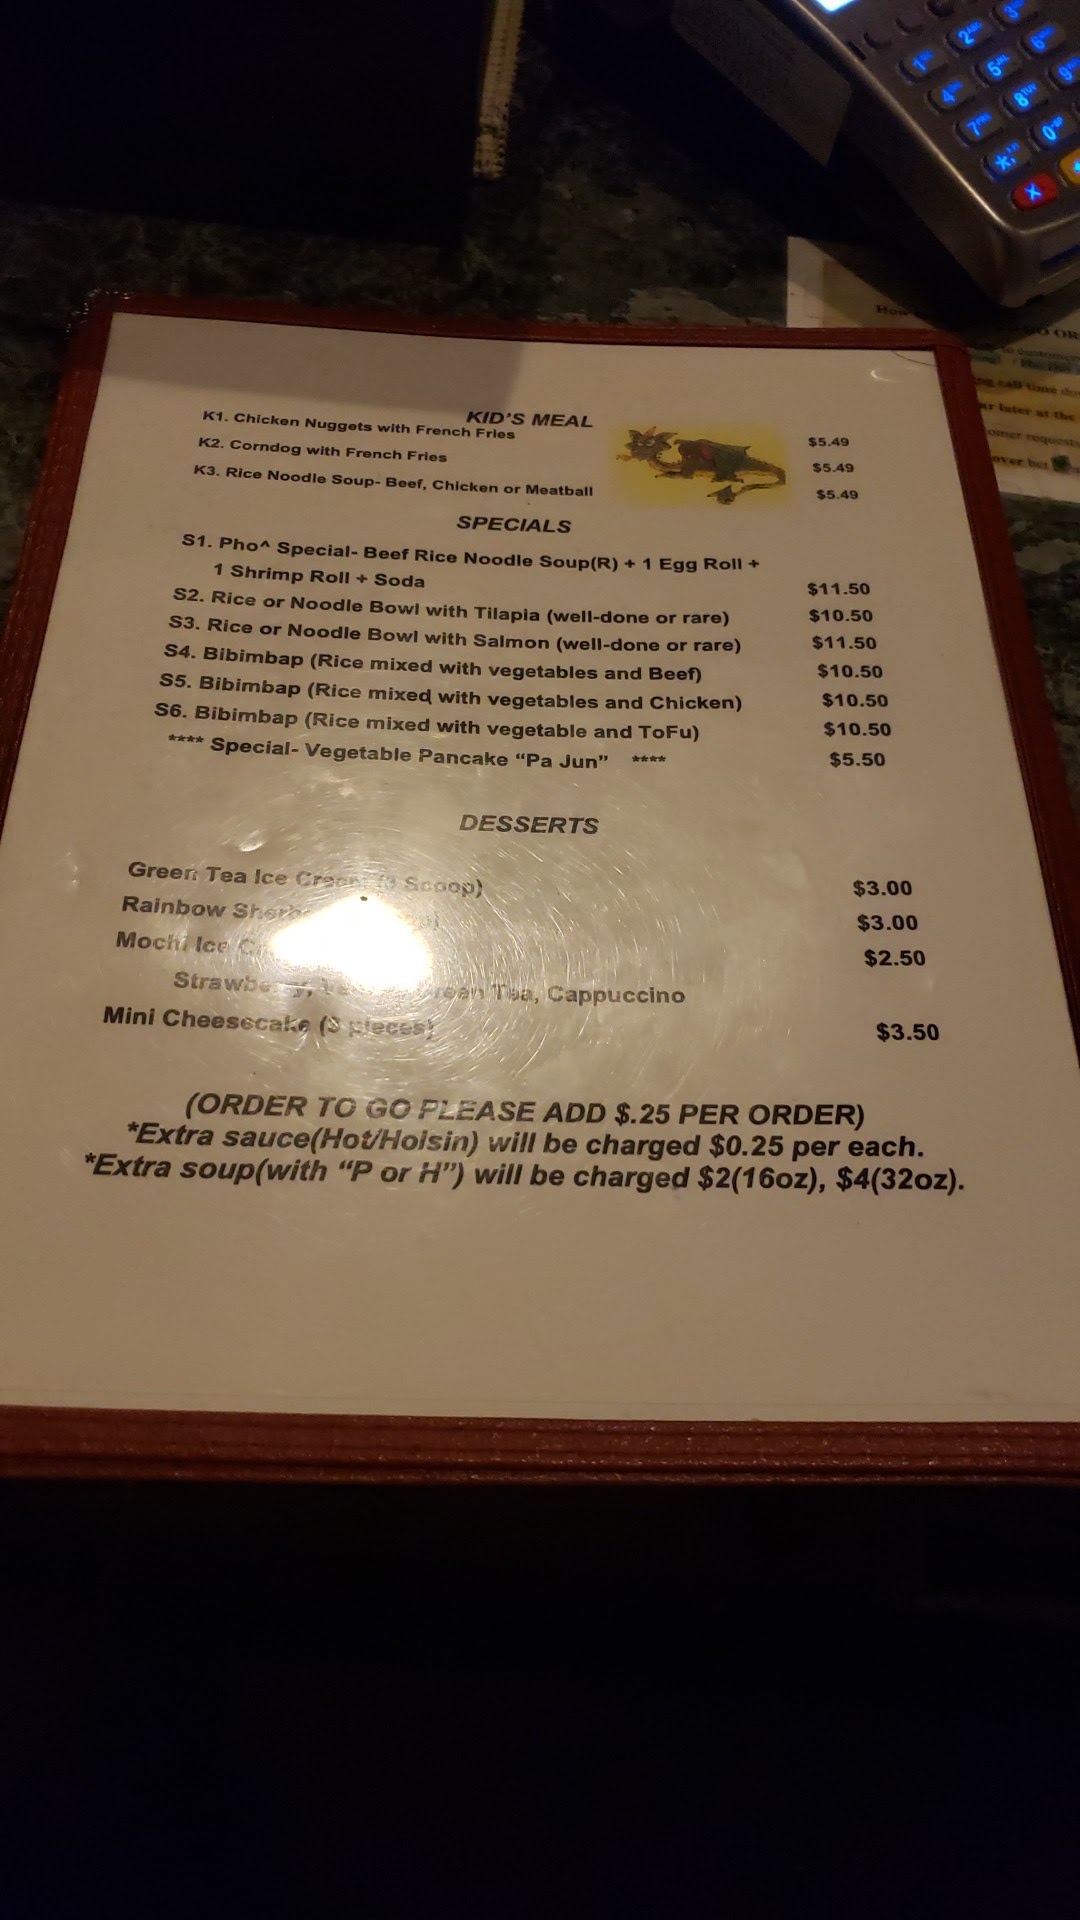 KID'S MEAL
K1. Chicken Nuggets with French Fries $5.49
K2. Corndog with French Fries $5.49
K3. Rice Noodle Soup- Beef, Chicken or Meatball $5.49
SPECIALS
S1. Pho^ Special- Beef Rice Noodle Soup(R) + 1 Egg Roll +
1 Shrimp Roll + Soda $11.50
S2. Rice or Noodle Bowl with Tilapia (well-done or rare) $10.50
S3. Rice or Noodle Bowl with Salmon (well-done or rare) $11.50
S4. Bibimbap (Rice mixed with vegetables and Beef) $10.50
S5. Bibimbap (Rice mixed with vegetables and Chicken) $10.50
S6. Bibimbap (Rice mixed with vegetable and ToFu) $10.50
**** Special- Vegetable Pancake “Pa Jun” **** $5.50
DESSERTS
Green Tea Ice Cream Scoop) $3.00
Rainbow $3.00
Mochi Ice $2.50
Green Tea, Cappuccino
Mini Cheesecake (3 pieces) $3.50
(ORDER TO GO PLEASE ADD $.25 PER ORDER)
*Extra sauce(Hot/Hoisin) will be charged $0.25 per each.
*Extra soup(with “P or H”) will be charged $2(16oz), $4(32oz).